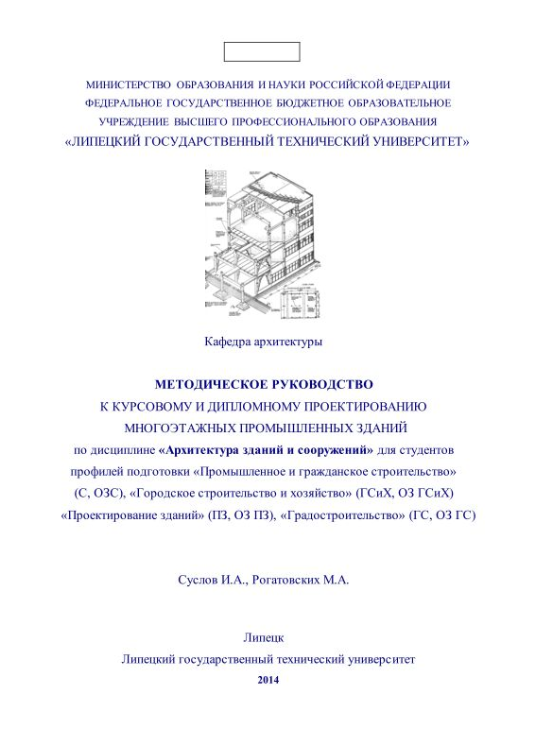 МИНИСТЕРСТВО ОБРАЗОВАНИЯ И НАУКИ РОССИЙСКОЙ ФЕДЕРАЦИИ
ФЕДЕРАЛЬНОЕ ГОСУДАРСТВЕННОЕ БЮДЖЕТНОЕ ОБРАЗОВАТЕЛЬНОЕ
УЧРЕЖДЕНИЕ ВЫСШЕГО ПРОФЕССИОНАЛЬНОГО ОБРАЗОВАНИЯ
«ЛИПЕЦКИЙ ГОСУДАРСТВЕННЫЙ ТЕХНИЧЕСКИЙ УНИВЕРСИТЕТ»
Кафедра архитектуры
МЕТОДИЧЕСКОЕ РУКОВОДСТВО
К КУРСОВОМУ И ДИПЛОМНОМУ ПРОЕКТИРОВАНИЮ
МНОГОЭТАЖНЫХ ПРОМЫШЛЕННЫХ ЗДАНИЙ
по дисциплине «Архитектура зданий и сооружений» для студентов
профилей подготовки «Промышленное и гражданское строительство»
(С, ОЗС), «Городское строительство и хозяйство» (ГСиХ, ОЗ ГСиХ)
«Проектирование зданий» (ПЗ, ОЗ ПЗ), «Градостроительство» (ГС, ОЗ ГС)
Суслов И.А., Рогатовских М.А.
Липецк
Липецкий государственный технический университет
2014